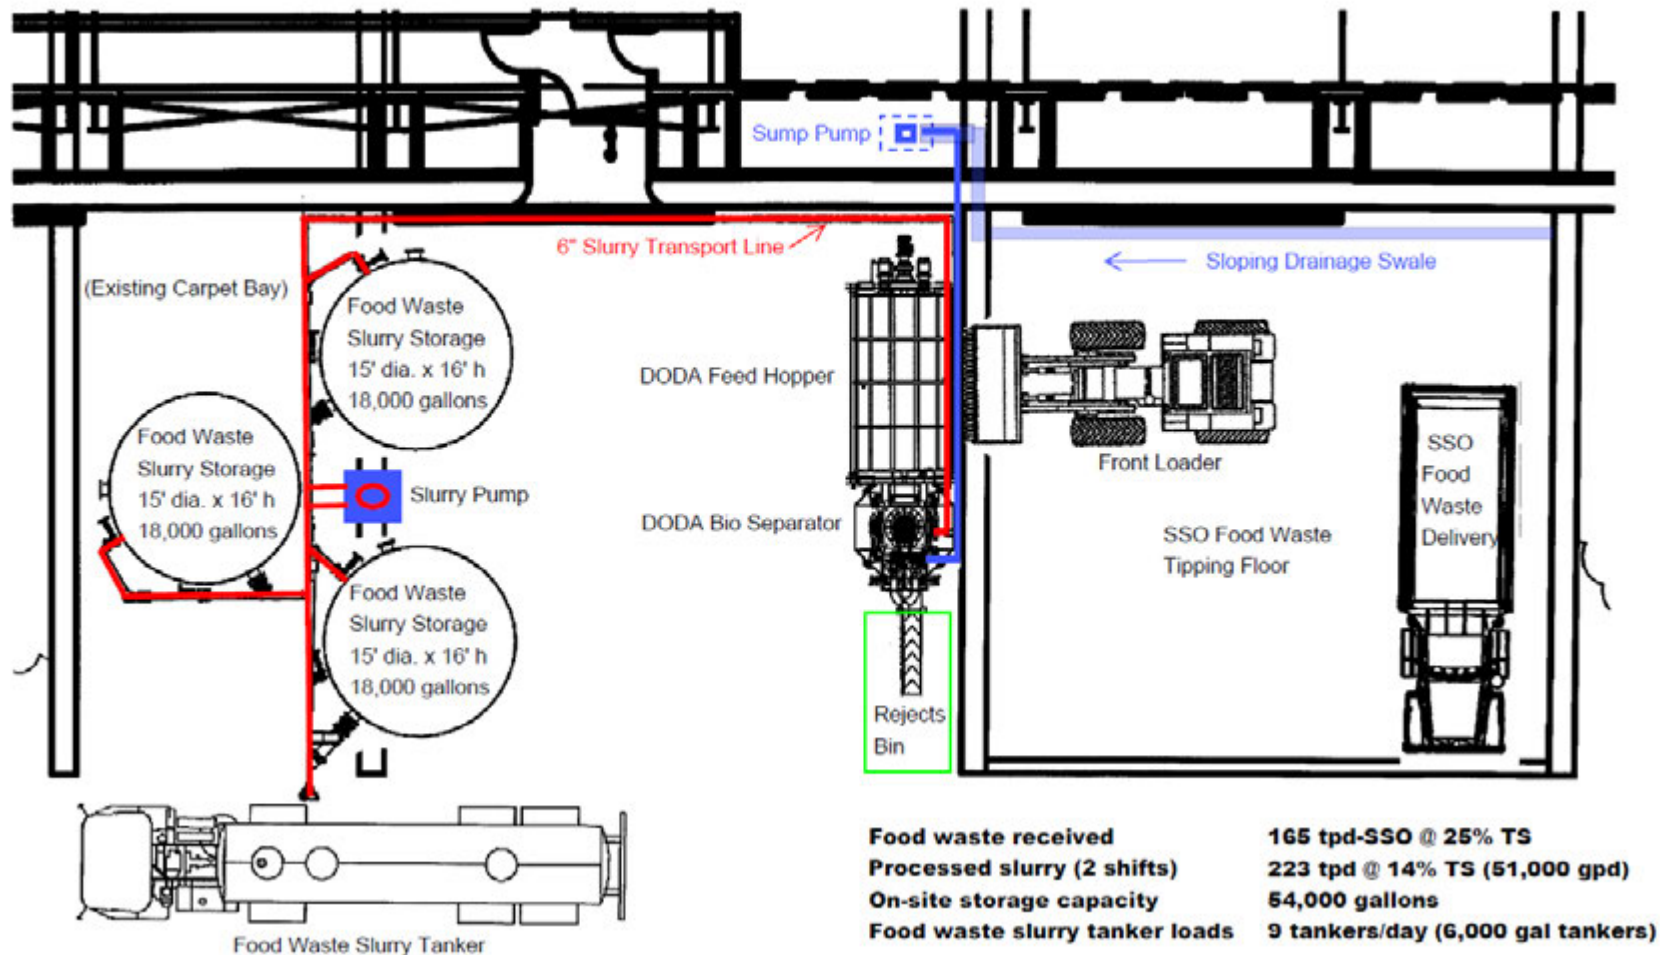 Sump Pump
6" Slurry Transport Line
Sloping Drainage Swale
(Existing Carpet Bay)
Food Waste
Slurry Storage
15' dia. x 16' h
18,000 gallons
DODA Feed Hopper
Food Waste
Slurry Storage
15' dia. x 16' h
18,000 gallons
Front Loader
SSO
Food
Waste
Delivery
Slurry Pump
DODA Bio Separator
SSO Food Waste
Tipping Floor
Food Waste
Slurry Storage
15' dia. x 16' h
18,000 gallons
Rejects
Bin
Food Waste Slurry Tanker
Food waste received 165 tpd-SSO @ 25% TS
Processed slurry (2 shifts) 223 tpd @ 14% TS (51,000 gpd)
On-site storage capacity 54,000 gallons
Food waste slurry tanker loads 9 tankers/day (6,000 gal tankers)